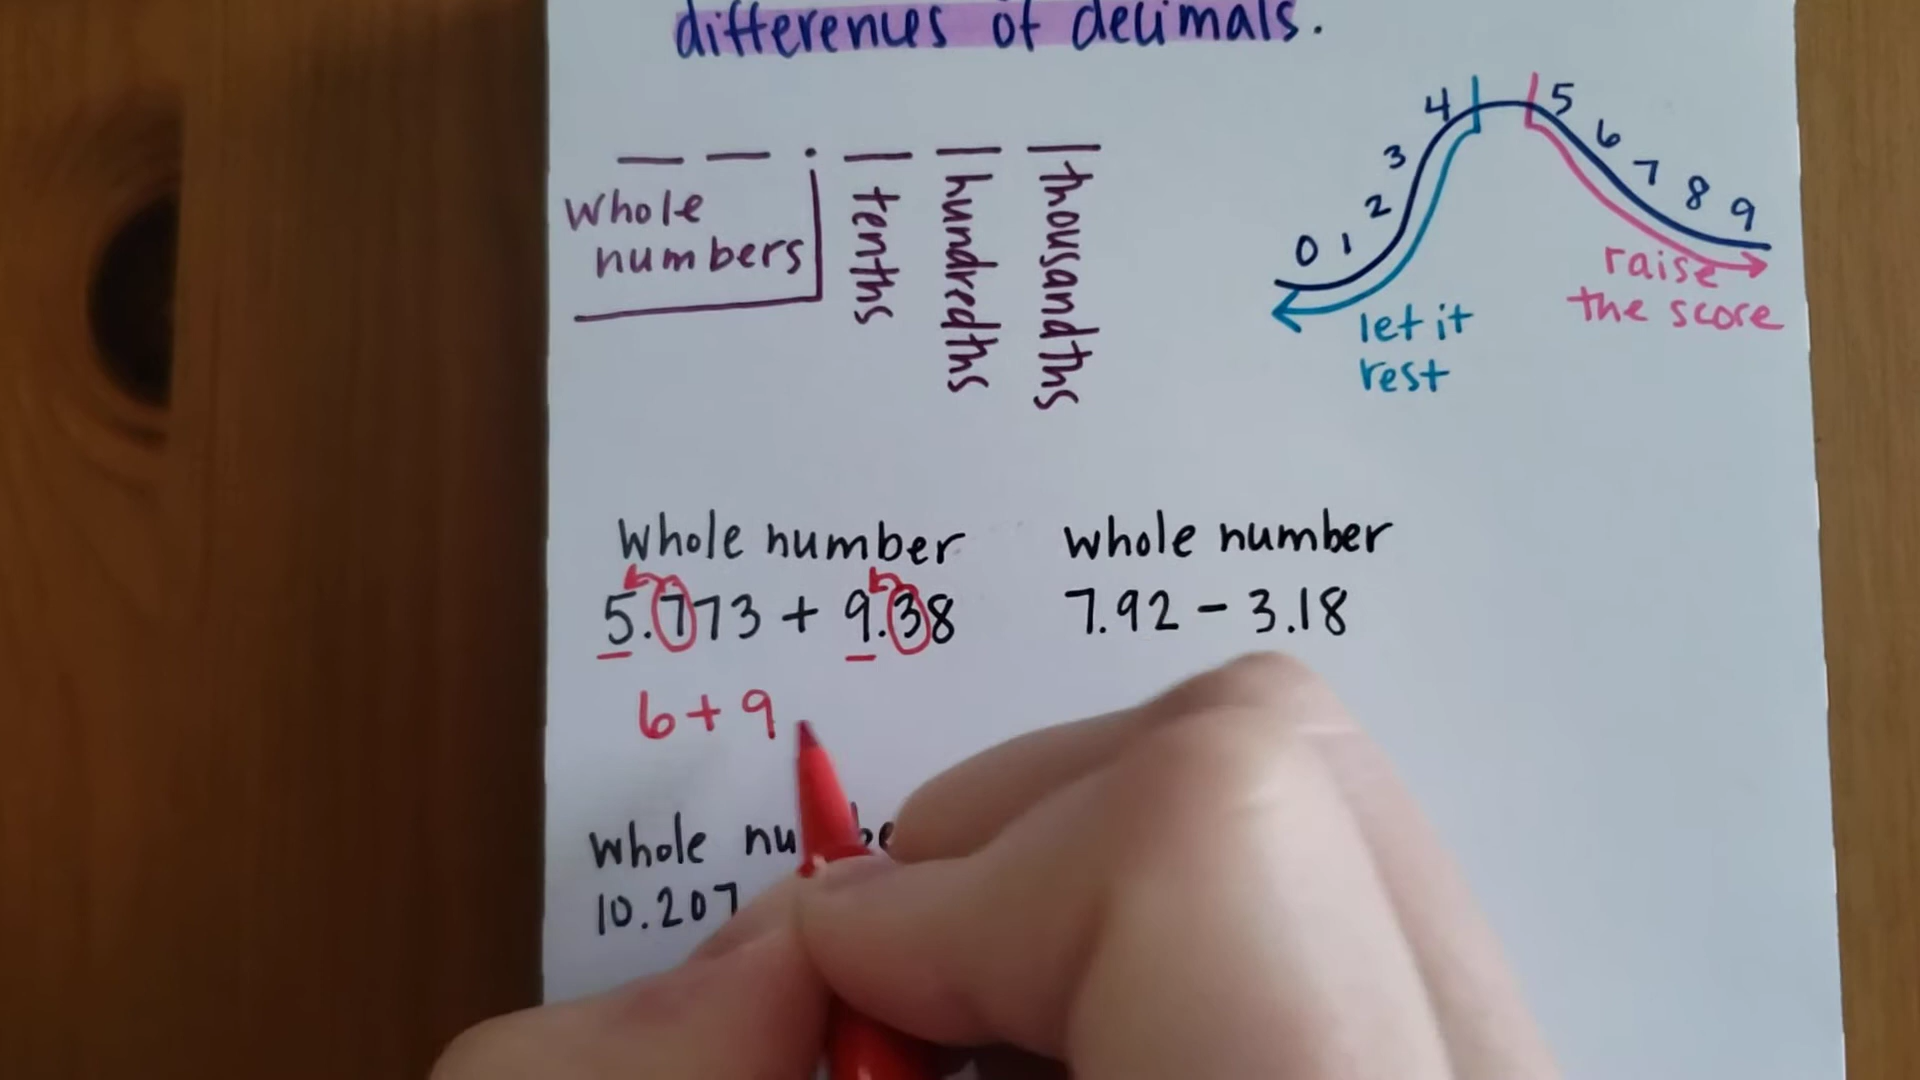 differences of decimals.
whole
numbers
tenths
hundredths
thousandths
0 1 2 3 4 5 6 7 8 9
let it
rest
raise
the score
whole number
5.773 + 9.38
6 + 9
whole number
7.92 - 3.18
whole
10.207